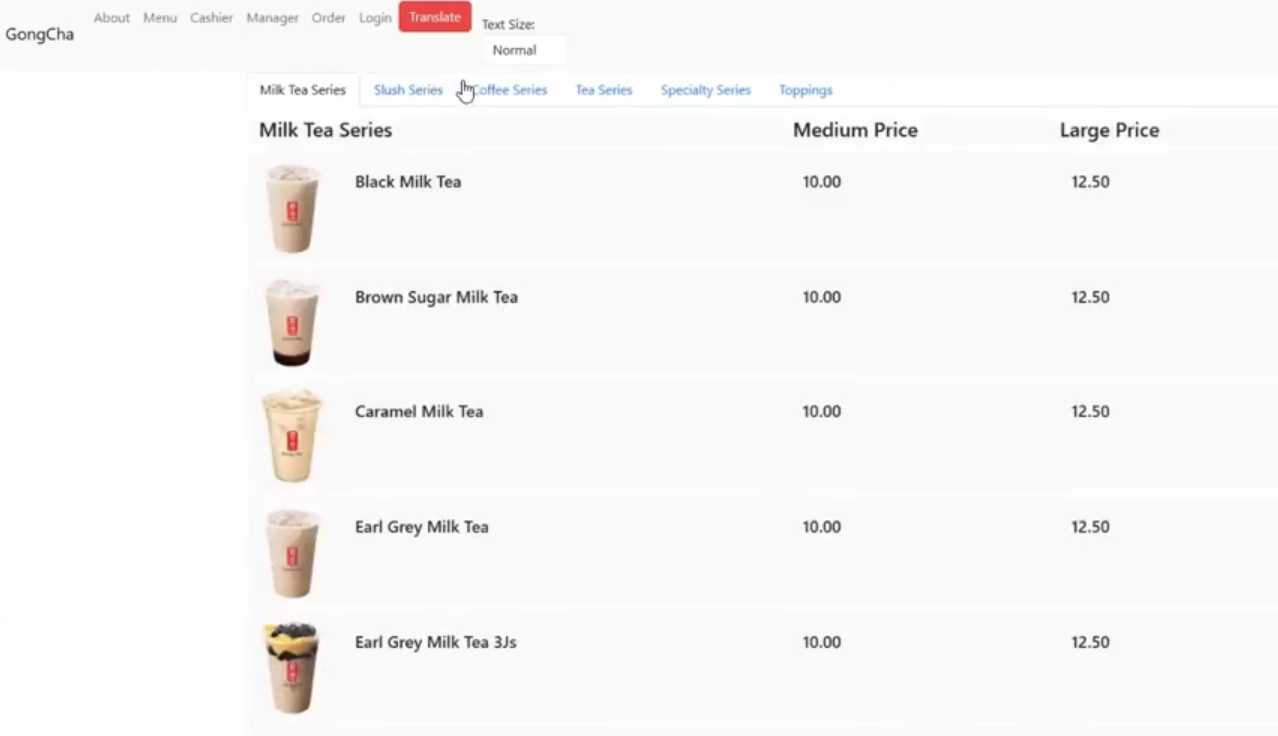 GongCha
About Menu Cashier Manager Order Login Translate
Text Size:
Normal
Milk Tea Series Slush Series Coffee Series Tea Series Specialty Series Toppings
Milk Tea Series Medium Price Large Price
Black Milk Tea 10.00 12.50
Brown Sugar Milk Tea 10.00 12.50
Caramel Milk Tea 10.00 12.50
Earl Grey Milk Tea 10.00 12.50
Earl Grey Milk Tea 3Js 10.00 12.50